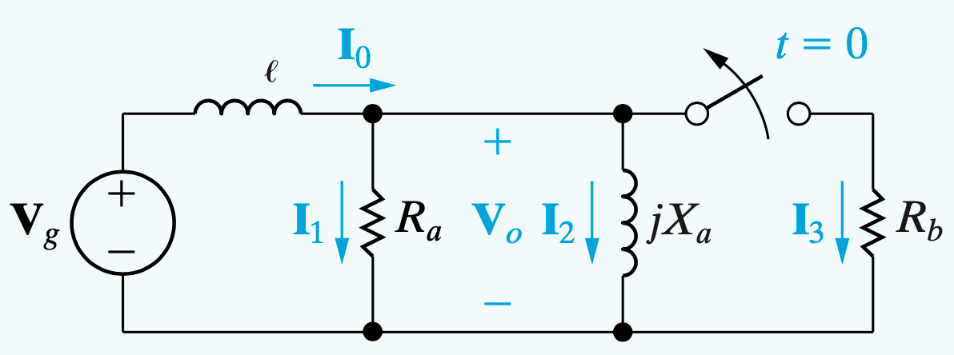 t = 0
I0
ℓ
+
+
Vg
−
I1
Ra
Vo
I2
jXa
I3
Rb
−